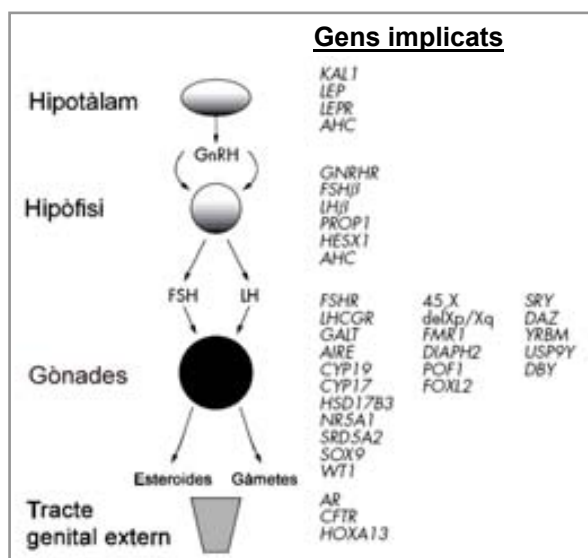 Gens implicats
Hipotàlam
KAL1
LEP
LEPR
AHC
GnRH
Hipòfisi
GNRHR
FSHβ
LHβ
PROP1
HESX1
AHC
FSH LH
Gònades
FSHR 45,X SRY
LHCGR delXp/Xq DAZ
GALT FMR1 YRBM
AIRE DIAPH2 USP9Y
CYP19 POF1 DBY
CYP17 FOXL2
HSD17B3
NR5A1
SRD5A2
SOX9
WT1
Esteroides Gàmetes
Tracte
genital extern
AR
CFTR
HOXA13